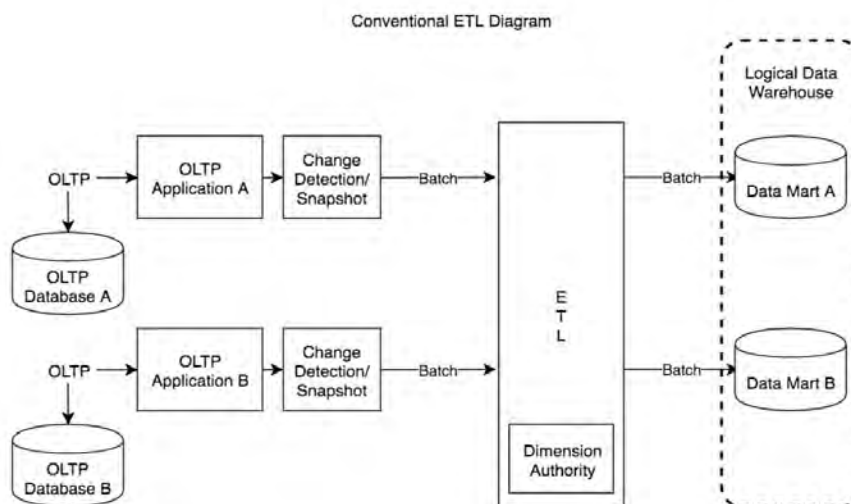 Conventional ETL Diagram
Logical Data
Warehouse
OLTP
OLTP
Application A
Change
Detection/
Snapshot
Batch
Batch
Data Mart A
OLTP
Database A
E
T
L
OLTP
OLTP
Application B
Change
Detection/
Snapshot
Batch
Batch
Data Mart B
OLTP
Database B
Dimension
Authority